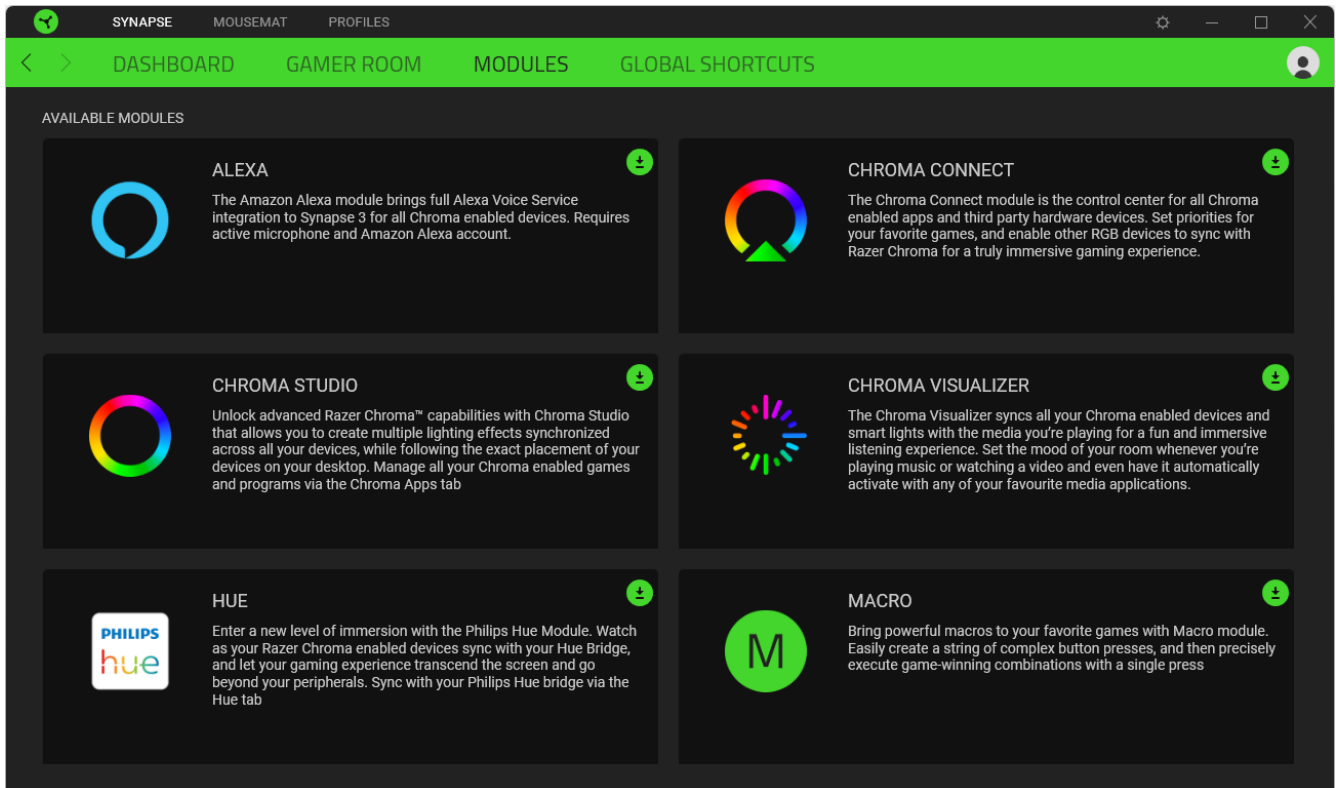 SYNAPSE MOUSEMAT PROFILES
DASHBOARD GAMER ROOM MODULES GLOBAL SHORTCUTS
AVAILABLE MODULES
ALEXA
The Amazon Alexa module brings full Alexa Voice Service
integration to Synapse 3 for all Chroma enabled devices. Requires
active microphone and Amazon Alexa account.
CHROMA CONNECT
The Chroma Connect module is the control center for all Chroma
enabled apps and third party hardware devices. Set priorities for
your favorite games, and enable other RGB devices to sync with
Razer Chroma for a truly immersive gaming experience.
CHROMA STUDIO
Unlock advanced Razer Chroma™ capabilities with Chroma Studio
that allows you to create multiple lighting effects synchronized
across all your devices, while following the exact placement of your
devices on your desktop. Manage all your Chroma enabled games
and programs via the Chroma Apps tab
CHROMA VISUALIZER
The Chroma Visualizer syncs all your Chroma enabled devices and
smart lights with the media you're playing for a fun and immersive
listening experience. Set the mood of your room whenever you're
playing music or watching a video and even have it automatically
activate with any of your favourite media applications.
PHILIPS
hue
HUE
Enter a new level of immersion with the Philips Hue Module. Watch
as your Razer Chroma enabled devices sync with your Hue Bridge,
and let your gaming experience transcend the screen and go
beyond your peripherals. Sync with your Philips Hue bridge via the
Hue tab
M
MACRO
Bring powerful macros to your favorite games with Macro module.
Easily create a string of complex button presses, and then precisely
execute game-winning combinations with a single press